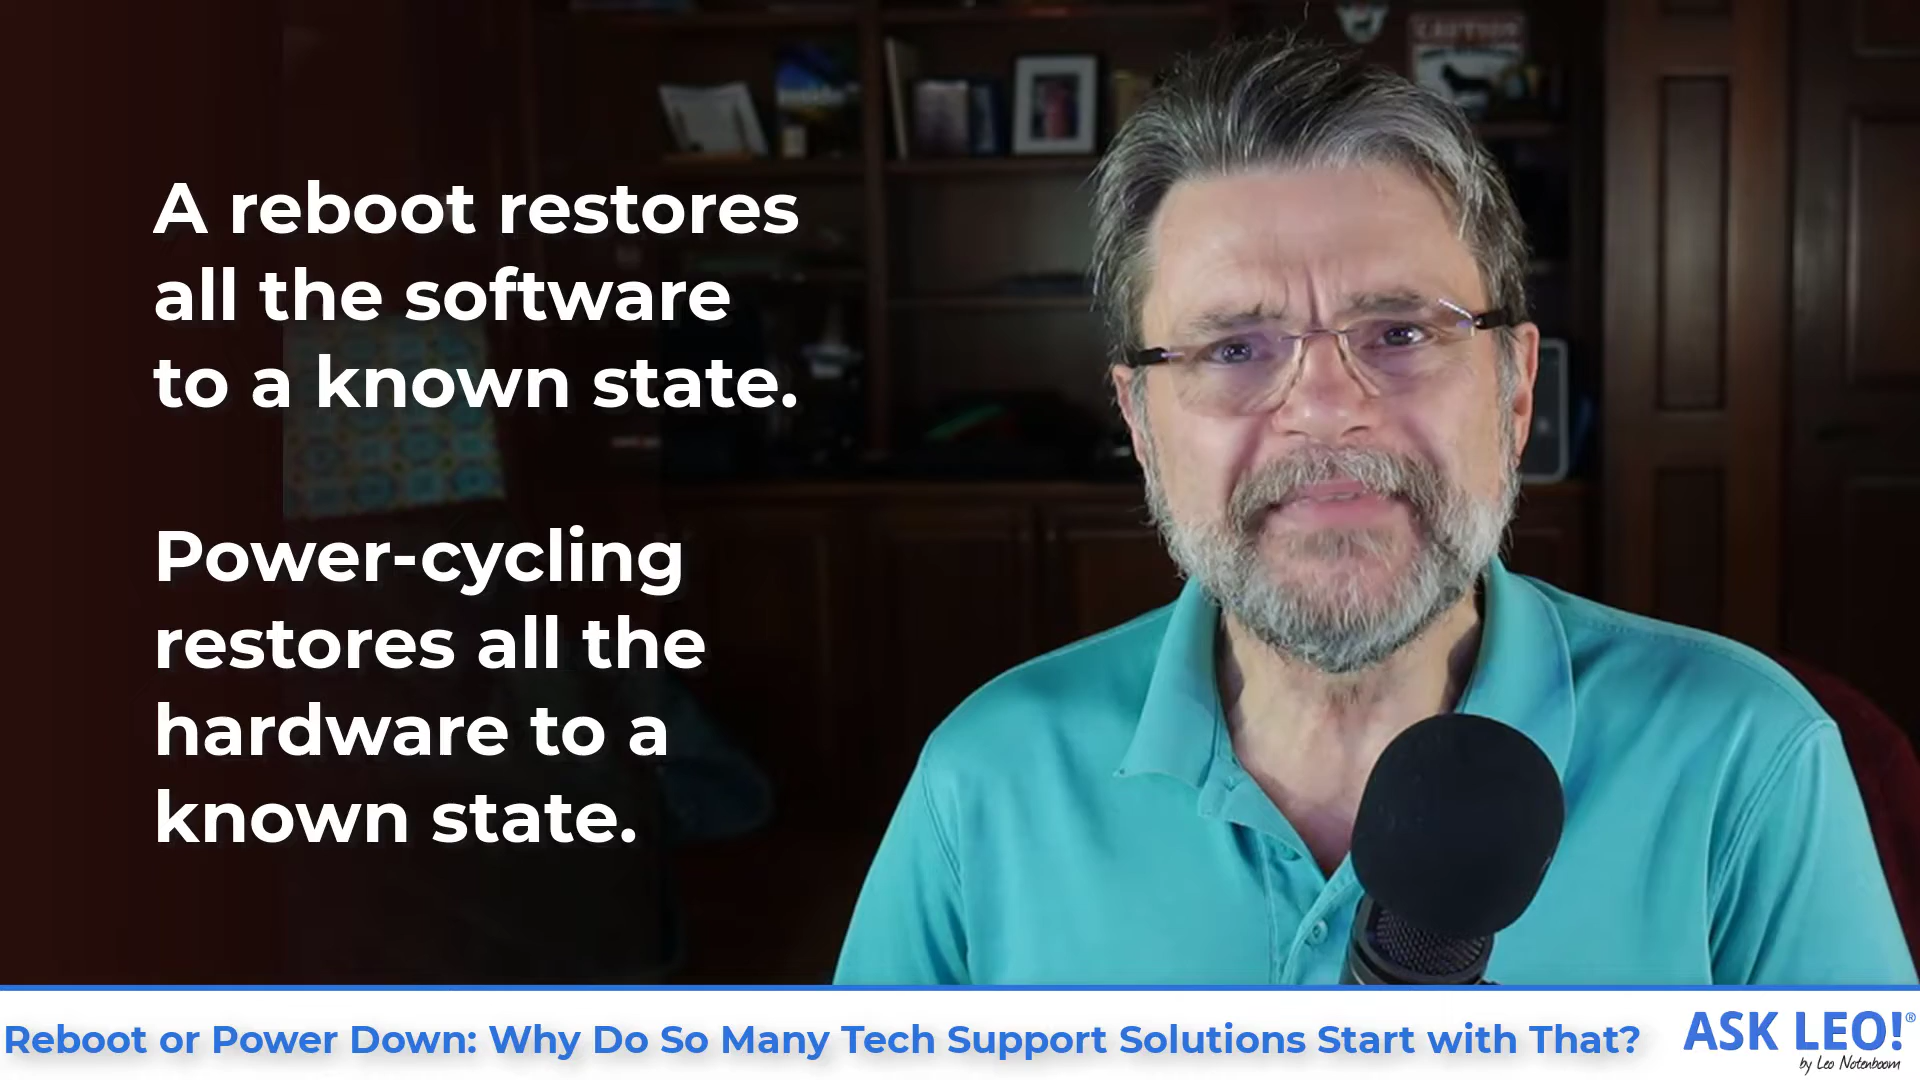 A reboot restores
all the software
to a known state.
Power-cycling
restores all the
hardware to a
known state.
CAUTION
Reboot or Power Down: Why Do So Many Tech Support Solutions Start with That?
ASK LEO!®
by Leo Notenboom